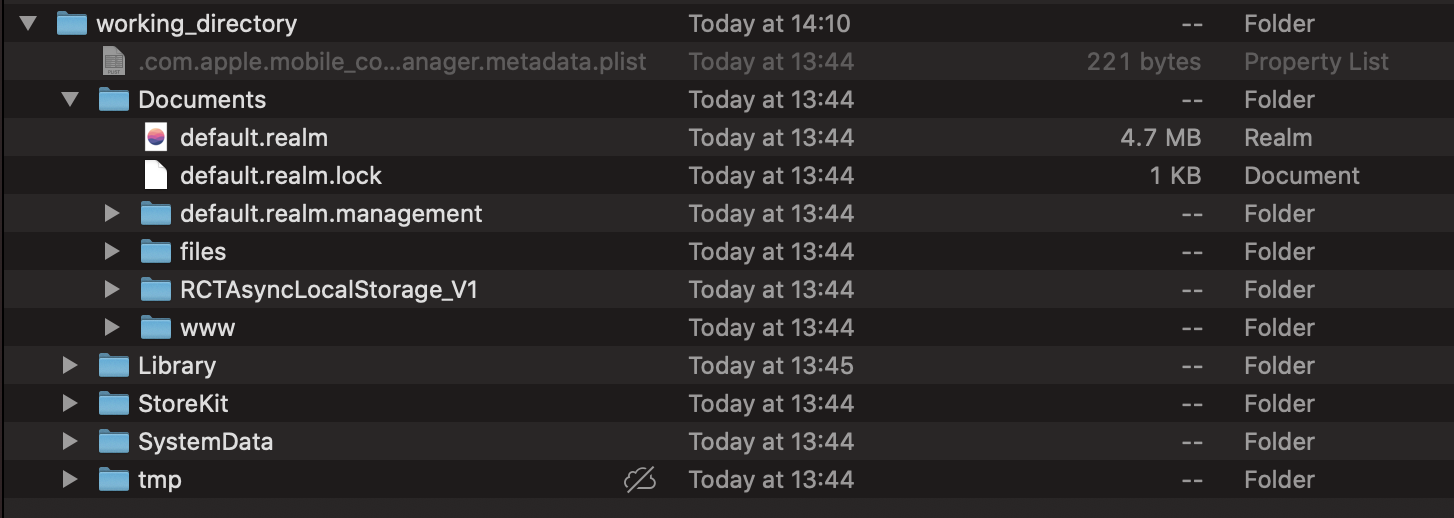 working_directory Today at 14:10 -- Folder
.com.apple.mobile_co...anager.metadata.plist Today at 13:44 221 bytes Property List
Documents Today at 13:44 -- Folder
default.realm Today at 13:44 4.7 MB Realm
default.realm.lock Today at 13:44 1 KB Document
default.realm.management Today at 13:44 -- Folder
files Today at 13:44 -- Folder
RCTAsyncLocalStorage_V1 Today at 13:44 -- Folder
www Today at 13:44 -- Folder
Library Today at 13:45 -- Folder
StoreKit Today at 13:44 -- Folder
SystemData Today at 13:44 -- Folder
tmp Today at 13:44 -- Folder